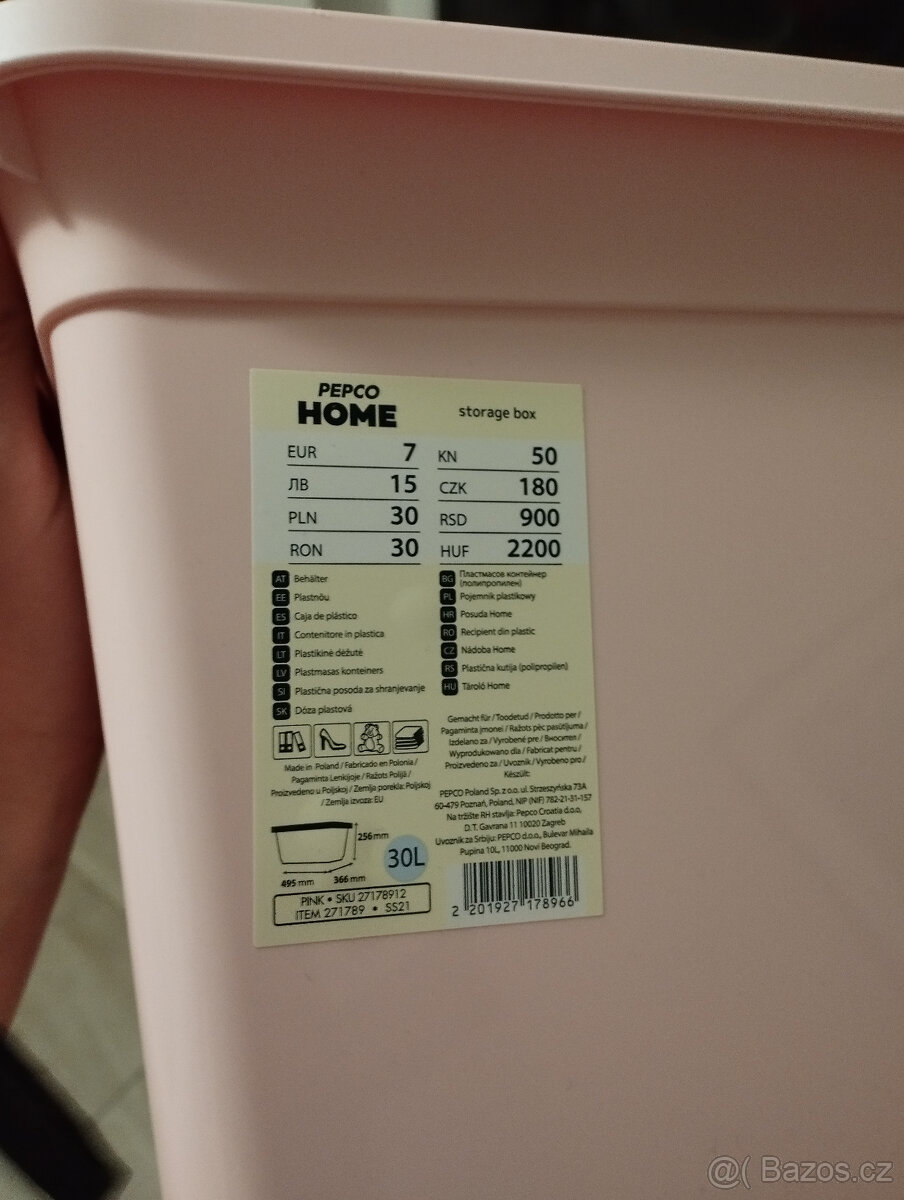 PEPCO
HOME
storage box
EUR 7
ЛВ 15
PLN 30
RON 30
KN 50
CZK 180
RSD 900
HUF 2200
AT Behälter
EE Plastnõu
ES Caja de plástico
IT Contenitore in plastica
LT Plastikinė dėžutė
LV Plastmasas konteiners
SI Plastična posoda za shranjevanje
SK Dóza plastová
BG Пластмасов контейнер
(полипропилен)
PL Pojemnik plastikowy
HR Posuda Home
RO Recipient din plastic
CZ Nádoba Home
RS Plastična kutija (polipropilen)
HU Tároló Home
Made in Poland / Fabricado en Polonia /
Pagaminta Lenkijoje / Ražots Polijā /
Proizvedeno u Poljskoj / Zemlja porekla: Poljska
/ Zemlja izvoza: EU
Gemacht für / Toodetud / Prodotto per /
Pagaminta įmonei / Ražots pēc pasūtījuma /
Izdelano za / Vyrobené pre / Вносител /
Wyprodukowano dla / Fabricat pentru /
Proizvedeno za / Uvoznik / Vyrobeno pro /
Készült:
PEPCO Poland Sp. z o.o. ul. Strzeszyńska 73A
60-479 Poznań, Poland, NIP (NIF) 782-21-31-157
Na tržište RH stavlja: Pepco Croatia d.o.o,
D.T. Gavrana 11 10020 Zagreb
Uvoznik za Srbiju: PEPCO d.o.o., Bulevar Mihaila
Pupina 10L, 11000 Novi Beograd.
256 mm
495 mm
366 mm
30L
PINK • SKU 27178912
ITEM 271789 • SS21
2 201927 178966
@( Bazos.cz